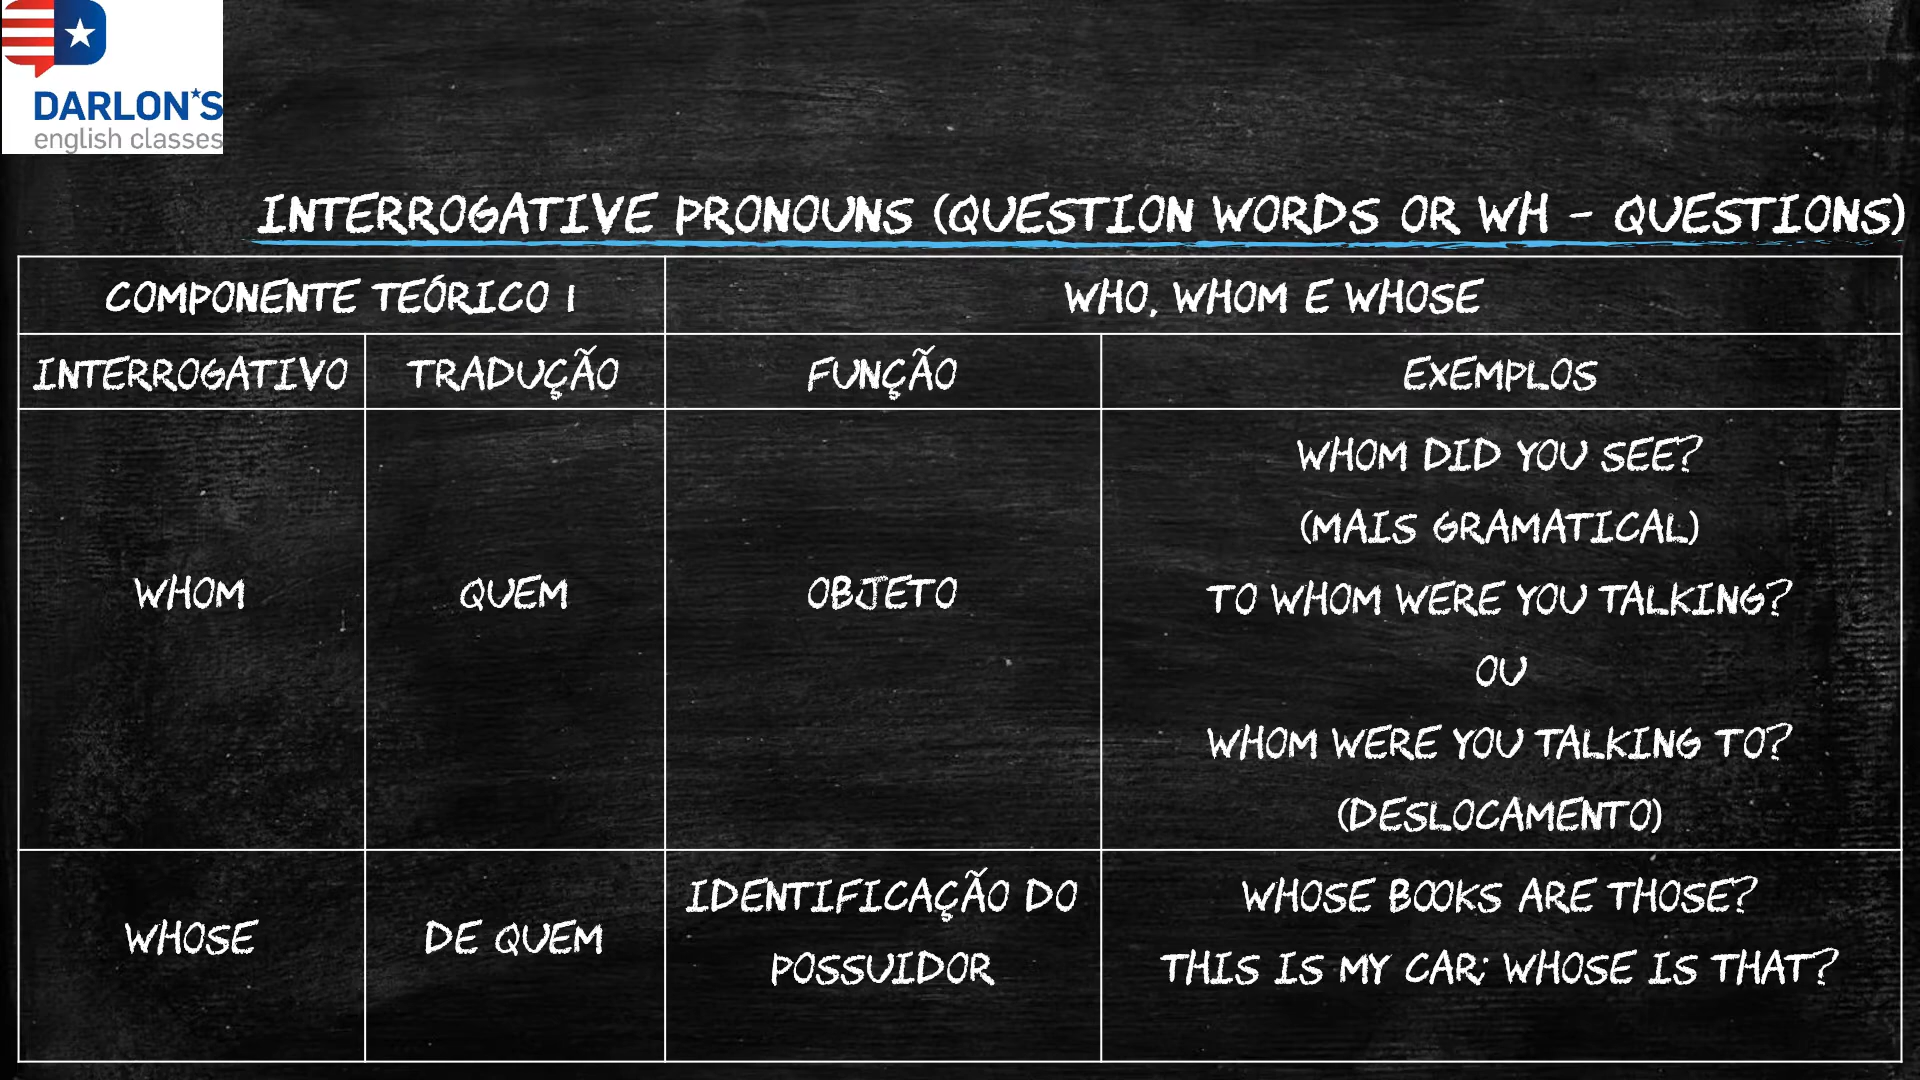 DARLON'S
english classes
INTERROGATIVE PRONOUNS (QUESTION WORDS OR WH - QUESTIONS)
COMPONENTE TEÓRICO 1
WHO, WHOM E WHOSE
INTERROGATIVO
TRADUÇÃO
FUNÇÃO
EXEMPLOS
WHOM
QUEM
OBJETO
WHOM DID YOU SEE?
(MAIS GRAMATICAL)
TO WHOM WERE YOU TALKING?
OU
WHOM WERE YOU TALKING TO?
(DESLOCAMENTO)
WHOSE
DE QUEM
IDENTIFICAÇÃO DO
POSSUIDOR
WHOSE BOOKS ARE THOSE?
THIS IS MY CAR; WHOSE IS THAT?